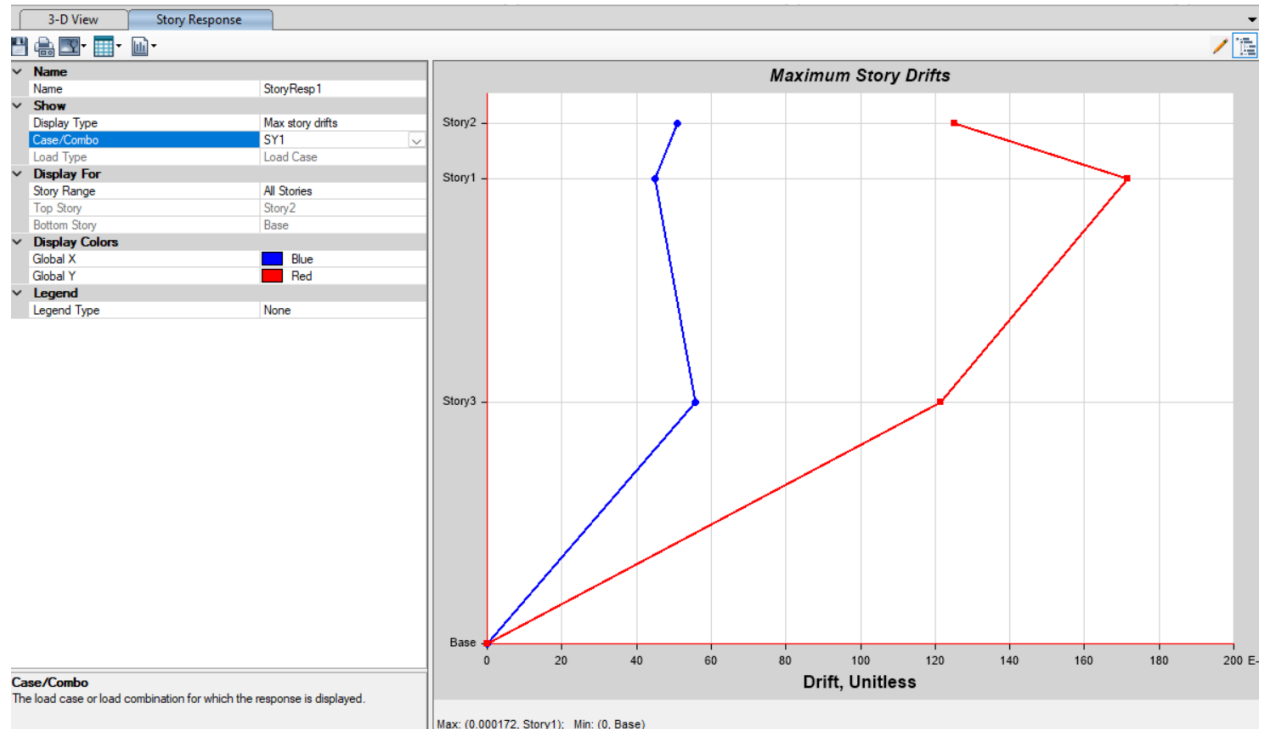 3-D View Story Response
Name
Name StoryResp1
Show
Display Type Max story drifts
Case/Combo SY1
Load Type Load Case
Display For
Story Range All Stories
Top Story Story2
Bottom Story Base
Display Colors
Global X Blue
Global Y Red
Legend
Legend Type None
Case/Combo
The load case or load combination for which the response is displayed.
Maximum Story Drifts
Story2
Story1
Story3
Base
0 20 40 60 80 100 120 140 160 180 200 E-
Drift, Unitless
Max: (0.000172, Story1); Min: (0, Base)